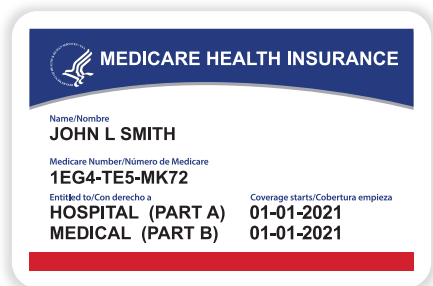 MEDICARE HEALTH INSURANCE
Name/Nombre
JOHN L SMITH
Medicare Number/Número de Medicare
1EG4-TE5-MK72
Entitled to/Con derecho a Coverage starts/Cobertura empieza
HOSPITAL (PART A) 01-01-2021
MEDICAL (PART B) 01-01-2021